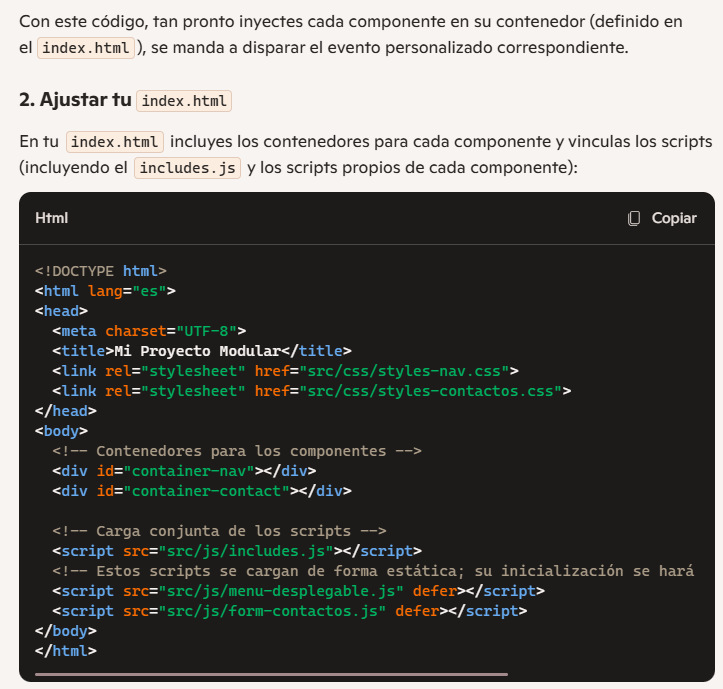 Con este código, tan pronto inyectes cada componente en su contenedor (definido en
el index.html), se manda a disparar el evento personalizado correspondiente.
2. Ajustar tu index.html
En tu index.html incluyes los contenedores para cada componente y vinculas los scripts
(incluyendo el includes.js y los scripts propios de cada componente):
Html
Copiar
<!DOCTYPE html>
<html lang="es">
<head>
  <meta charset="UTF-8">
  <title>Mi Proyecto Modular</title>
  <link rel="stylesheet" href="src/css/styles-nav.css">
  <link rel="stylesheet" href="src/css/styles-contactos.css">
</head>
<body>
  <!-- Contenedores para los componentes -->
  <div id="container-nav"></div>
  <div id="container-contact"></div>

  <!-- Carga conjunta de los scripts -->
  <script src="src/js/includes.js"></script>
  <!-- Estos scripts se cargan de forma estática; su inicialización se hará
  <script src="src/js/menu-desplegable.js" defer></script>
  <script src="src/js/form-contactos.js" defer></script>
</body>
</html>